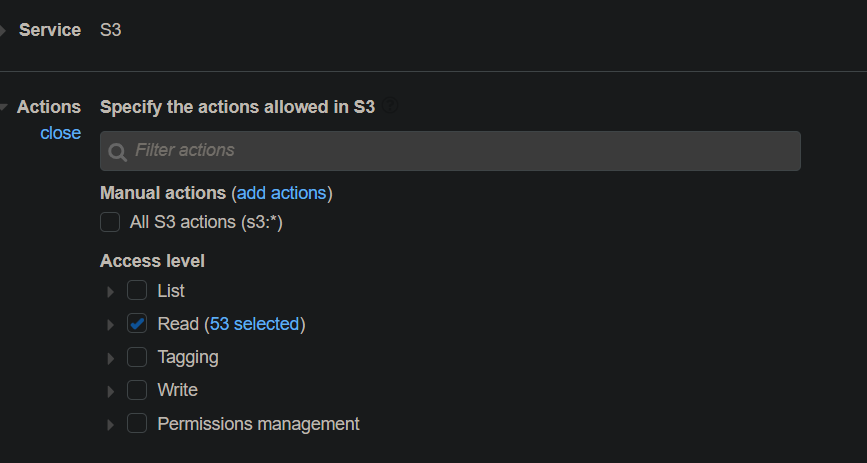 Service S3
Actions Specify the actions allowed in S3 ?
close
Filter actions
Manual actions (add actions)
All S3 actions (s3:*)
Access level
List
Read (53 selected)
Tagging
Write
Permissions management